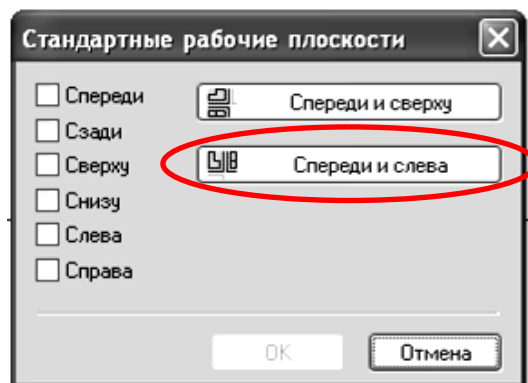 Стандартные рабочие плоскости
Спереди
Сзади
Сверху
Снизу
Слева
Справа
Спереди и сверху
Спереди и слева
OK
Отмена